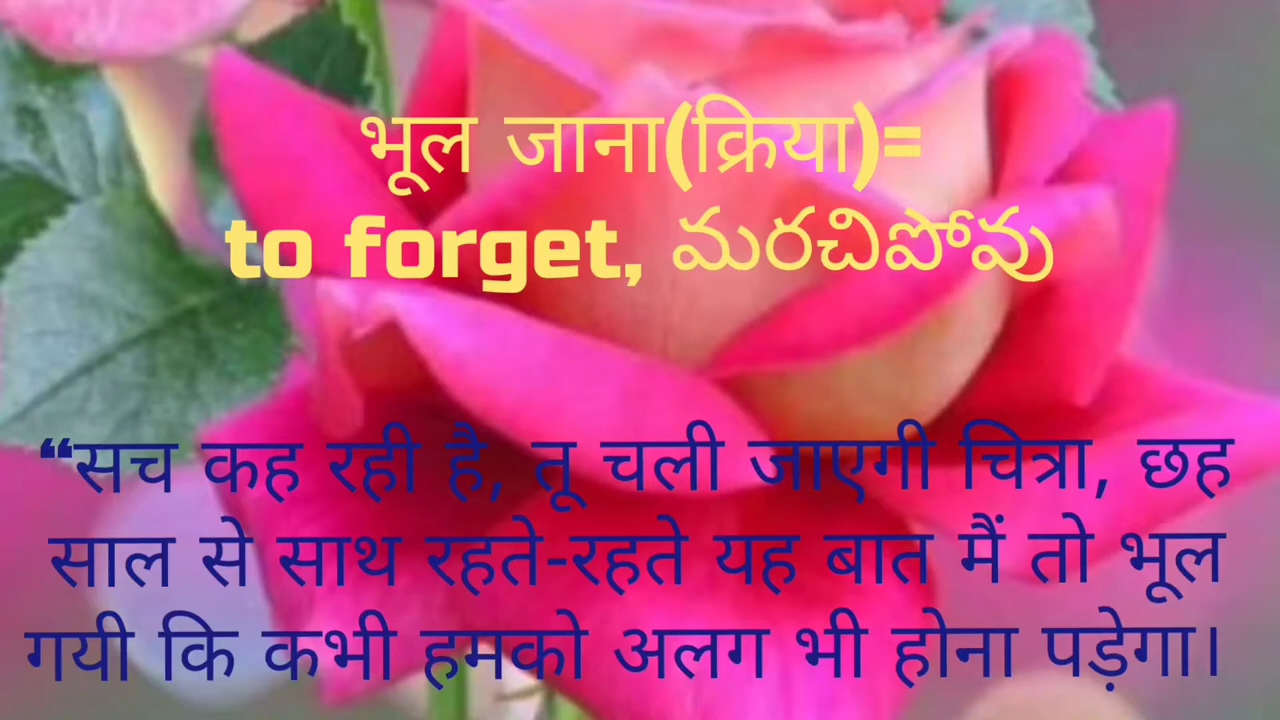 भूल जाना(क्रिया)=
to forget, మరచిపోవు
“सच कह रही है, तू चली जाएगी चित्रा, छह
साल से साथ रहते-रहते यह बात मैं तो भूल
गयी कि कभी हमको अलग भी होना पड़ेगा।